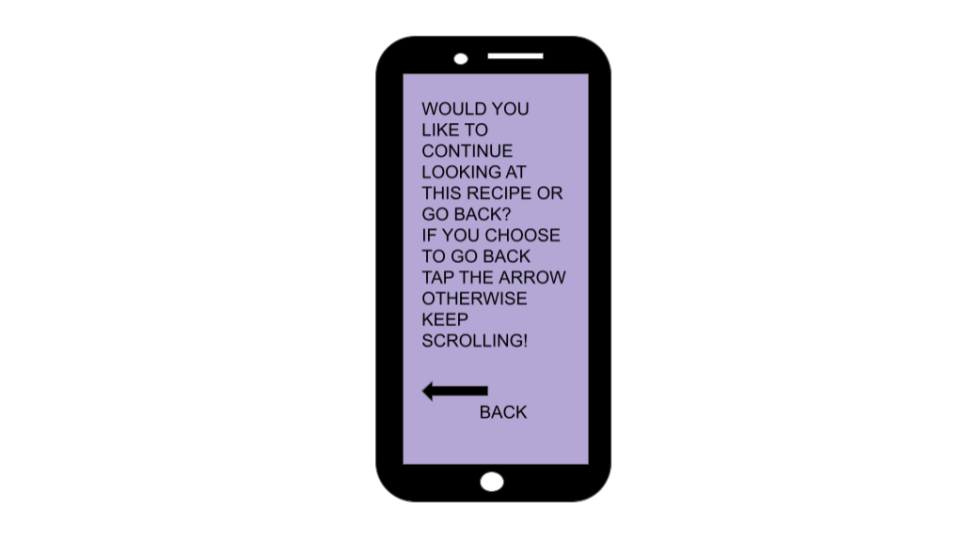 WOULD YOU
LIKE TO
CONTINUE
LOOKING AT
THIS RECIPE OR
GO BACK?
IF YOU CHOOSE
TO GO BACK
TAP THE ARROW
OTHERWISE
KEEP
SCROLLING!
BACK